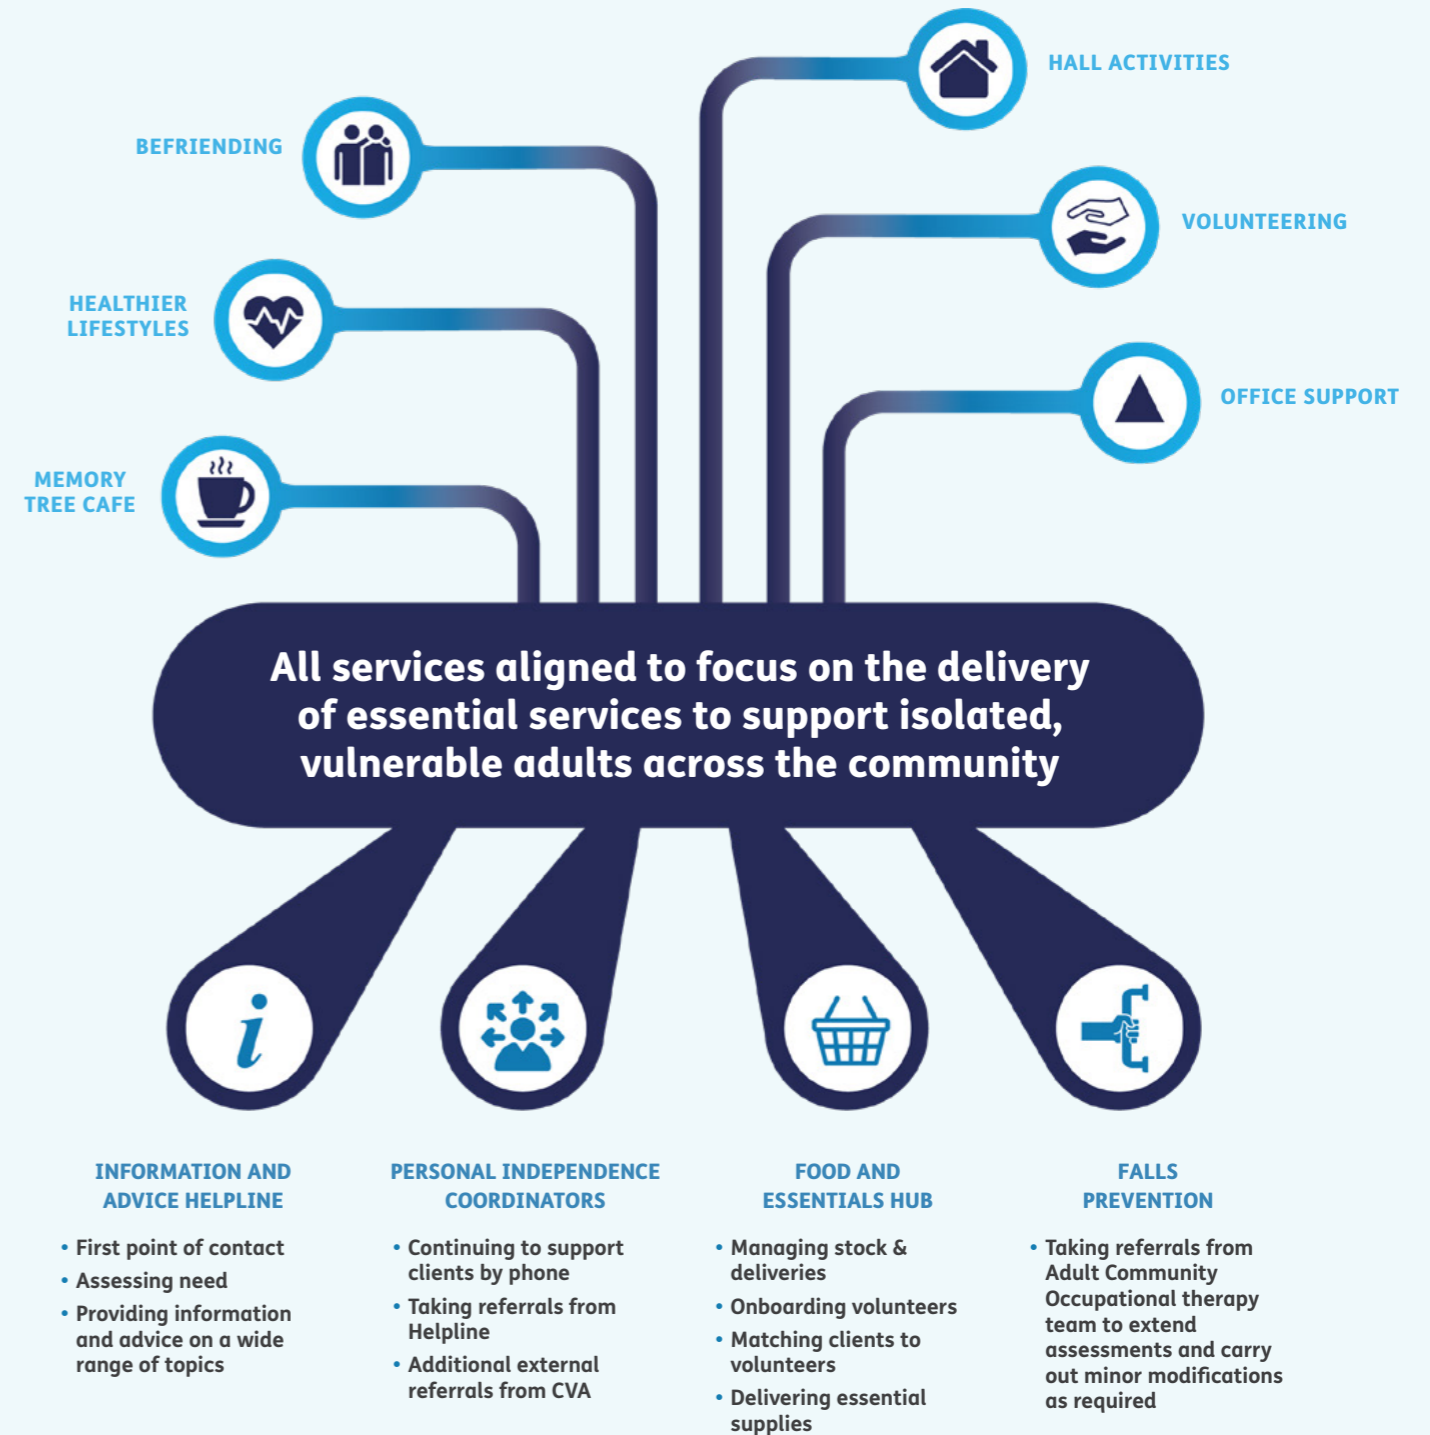 HALL ACTIVITIES
BEFRIENDING
VOLUNTEERING
HEALTHIER
LIFESTYLES
OFFICE SUPPORT
MEMORY
TREE CAFE
All services aligned to focus on the delivery
of essential services to support isolated,
vulnerable adults across the community
i
INFORMATION AND
ADVICE HELPLINE
• First point of contact
• Assessing need
• Providing information
and advice on a wide
range of topics
PERSONAL INDEPENDENCE
COORDINATORS
• Continuing to support
clients by phone
• Taking referrals from
Helpline
• Additional external
referrals from CVA
FOOD AND
ESSENTIALS HUB
• Managing stock &
deliveries
• Onboarding volunteers
• Matching clients to
volunteers
• Delivering essential
supplies
FALLS
PREVENTION
• Taking referrals from
Adult Community
Occupational therapy
team to extend
assessments and carry
out minor modifications
as required